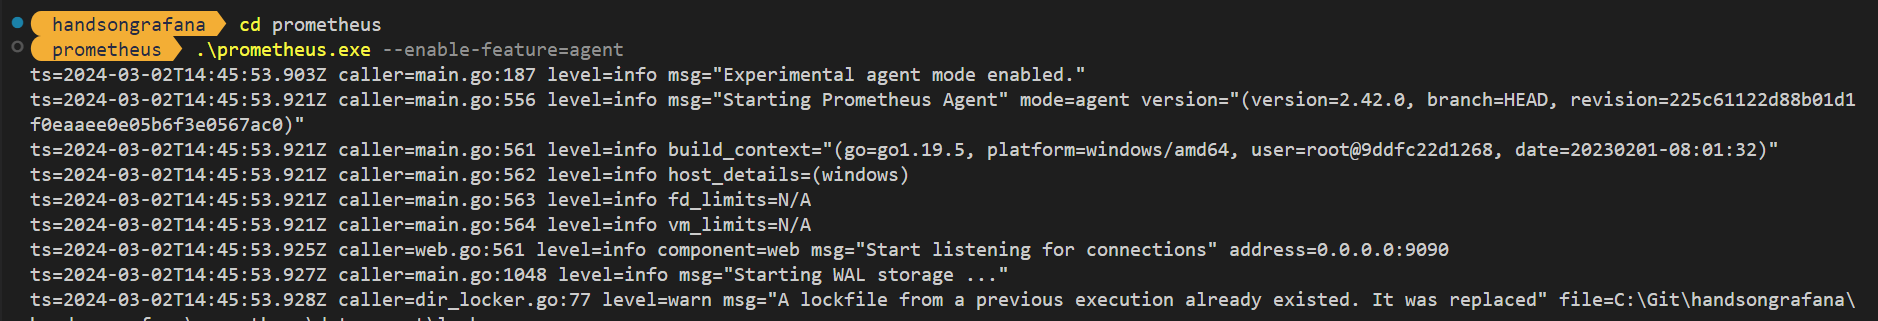 handsongrafana cd prometheus
prometheus .\prometheus.exe --enable-feature=agent
ts=2024-03-02T14:45:53.903Z caller=main.go:187 level=info msg="Experimental agent mode enabled."
ts=2024-03-02T14:45:53.921Z caller=main.go:556 level=info msg="Starting Prometheus Agent" mode=agent version="(version=2.42.0, branch=HEAD, revision=225c61122d88b01d1
f0eaaee0e05b6f3e0567ac0)"
ts=2024-03-02T14:45:53.921Z caller=main.go:561 level=info build_context="(go=go1.19.5, platform=windows/amd64, user=root@9ddfc22d1268, date=20230201-08:01:32)"
ts=2024-03-02T14:45:53.921Z caller=main.go:562 level=info host_details=(windows)
ts=2024-03-02T14:45:53.921Z caller=main.go:563 level=info fd_limits=N/A
ts=2024-03-02T14:45:53.921Z caller=main.go:564 level=info vm_limits=N/A
ts=2024-03-02T14:45:53.925Z caller=web.go:561 level=info component=web msg="Start listening for connections" address=0.0.0.0:9090
ts=2024-03-02T14:45:53.927Z caller=main.go:1048 level=info msg="Starting WAL storage ..."
ts=2024-03-02T14:45:53.928Z caller=dir_locker.go:77 level=warn msg="A lockfile from a previous execution already existed. It was replaced" file=C:\Git\handsongrafana\